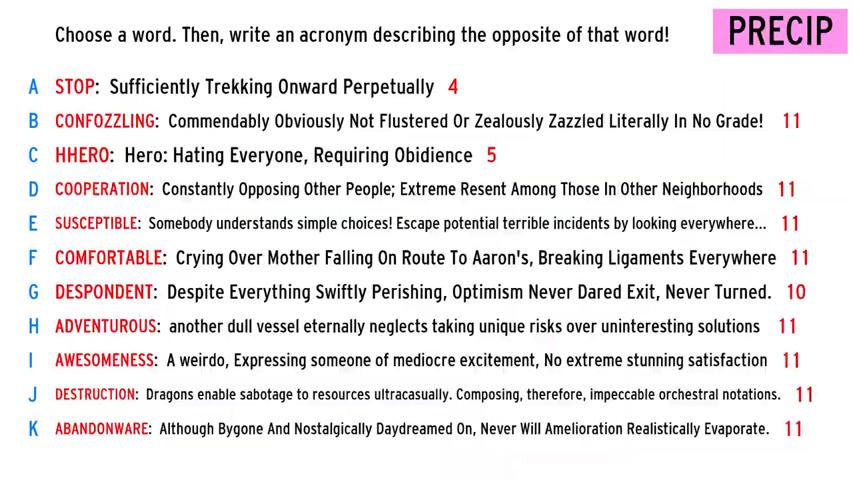 Choose a word. Then, write an acronym describing the opposite of that word!
PRECIP
A STOP: Sufficiently Trekking Onward Perpetually 4
B CONFOZZLING: Commendably Obviously Not Flustered Or Zealously Zazzled Literally In No Grade! 11
C HHERO: Hero: Hating Everyone, Requiring Obidience 5
D COOPERATION: Constantly Opposing Other People; Extreme Resent Among Those In Other Neighborhoods 11
E SUSCEPTIBLE: Somebody understands simple choices! Escape potential terrible incidents by looking everywhere... 11
F COMFORTABLE: Crying Over Mother Falling On Route To Aaron's, Breaking Ligaments Everywhere 11
G DESPONDENT: Despite Everything Swiftly Perishing, Optimism Never Dared Exit, Never Turned. 10
H ADVENTUROUS: another dull vessel eternally neglects taking unique risks over uninteresting solutions 11
I AWESOMENESS: A weirdo, Expressing someone of mediocre excitement, No extreme stunning satisfaction 11
J DESTRUCTION: Dragons enable sabotage to resources ultracasually. Composing, therefore, impeccable orchestral notations. 11
K ABANDONWARE: Although Bygone And Nostalgically Daydreamed On, Never Will Amelioration Realistically Evaporate. 11